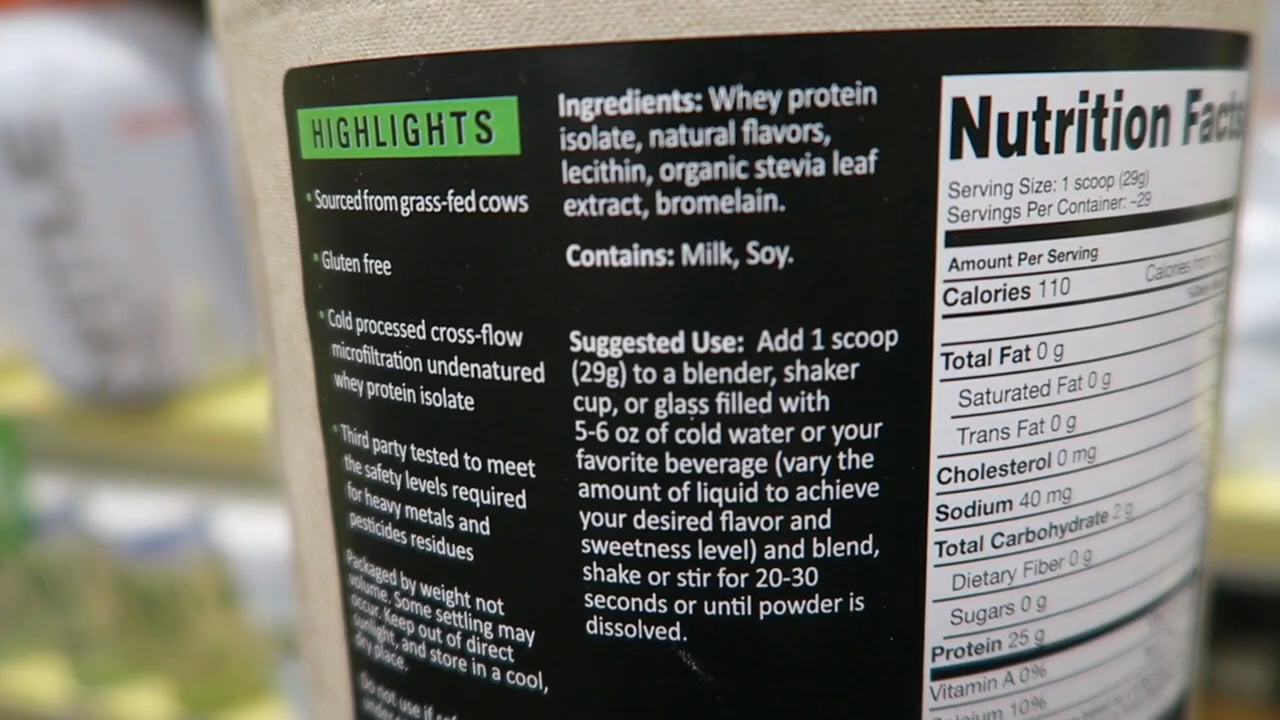 HIGHLIGHTS
• Sourced from grass-fed cows
• Gluten free
• Cold processed cross-flow
microfiltration undenatured
whey protein isolate
• Third party tested to meet
the safety levels required
for heavy metals and
pesticides residues
Packaged by weight not
volume. Some settling may
occur. Keep out of direct
sunlight, and store in a cool,
dry place.
Do not use if
Ingredients: Whey protein
isolate, natural flavors,
lecithin, organic stevia leaf
extract, bromelain.
Contains: Milk, Soy.
Suggested Use: Add 1 scoop
(29g) to a blender, shaker
cup, or glass filled with
5-6 oz of cold water or your
favorite beverage (vary the
amount of liquid to achieve
your desired flavor and
sweetness level) and blend,
shake or stir for 20-30
seconds or until powder is
dissolved.
Nutrition Facts
Serving Size: 1 scoop (29g)
Servings Per Container: ~29
Amount Per Serving
Calories 110 Calories from
Total Fat 0 g
Saturated Fat 0 g
Trans Fat 0 g
Cholesterol 0 mg
Sodium 40 mg
Total Carbohydrate 2 g
Dietary Fiber 0 g
Sugars 0 g
Protein 25 g
Vitamin A 0%
Calcium 10%